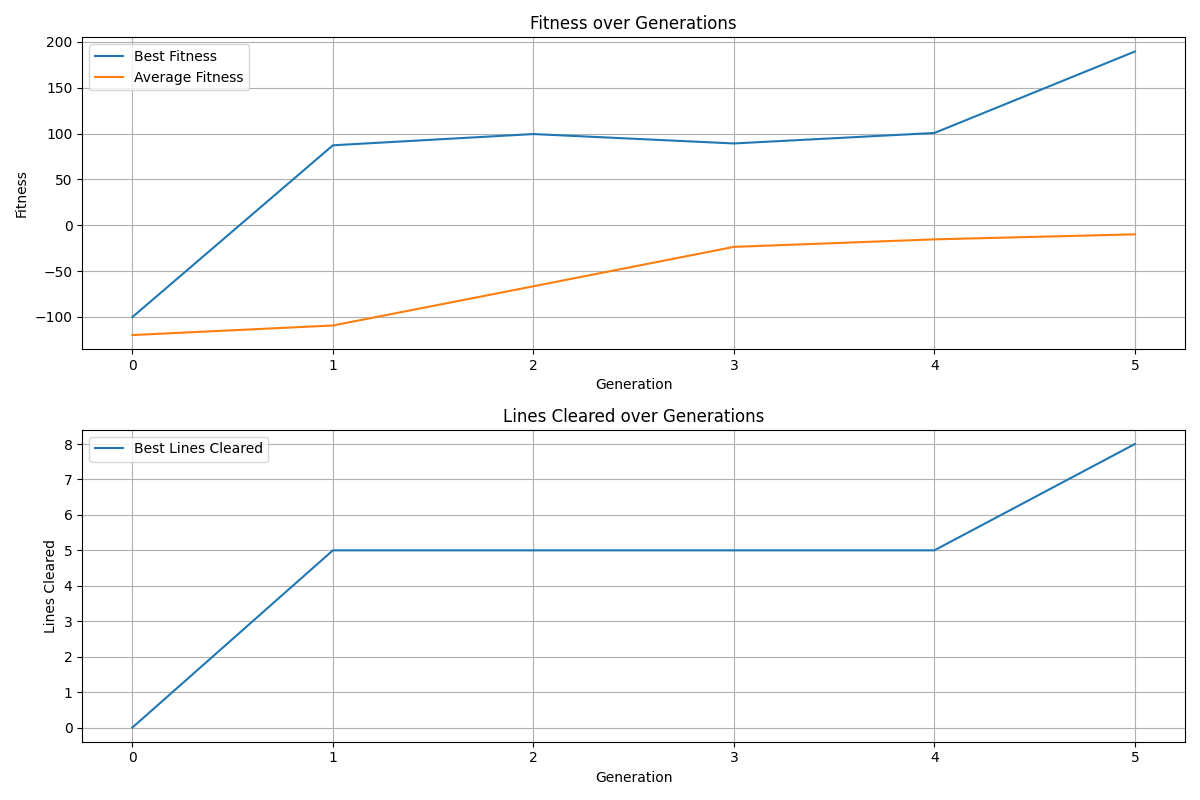 Fitness over Generations
Best Fitness
Average Fitness
200
150
100
50
0
−50
−100
Fitness
0 1 2 3 4 5
Generation
Lines Cleared over Generations
Best Lines Cleared
8
7
6
5
4
3
2
1
0
Lines Cleared
0 1 2 3 4 5
Generation